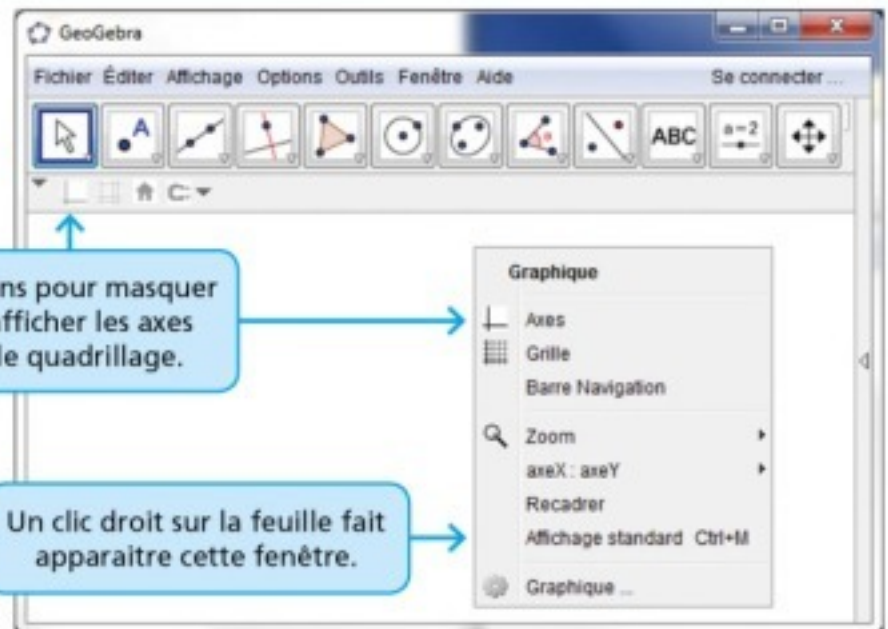 GeoGebra
Fichier Éditer Affichage Options Outils Fenêtre Aide Se connecter ...
A
ABC
a=2
ns pour masquer
afficher les axes
le quadrillage.
Graphique
Axes
Grille
Barre Navigation
Zoom
axeX : axeY
Recadrer
Affichage standard Ctrl+M
Graphique ...
Un clic droit sur la feuille fait
apparaitre cette fenêtre.